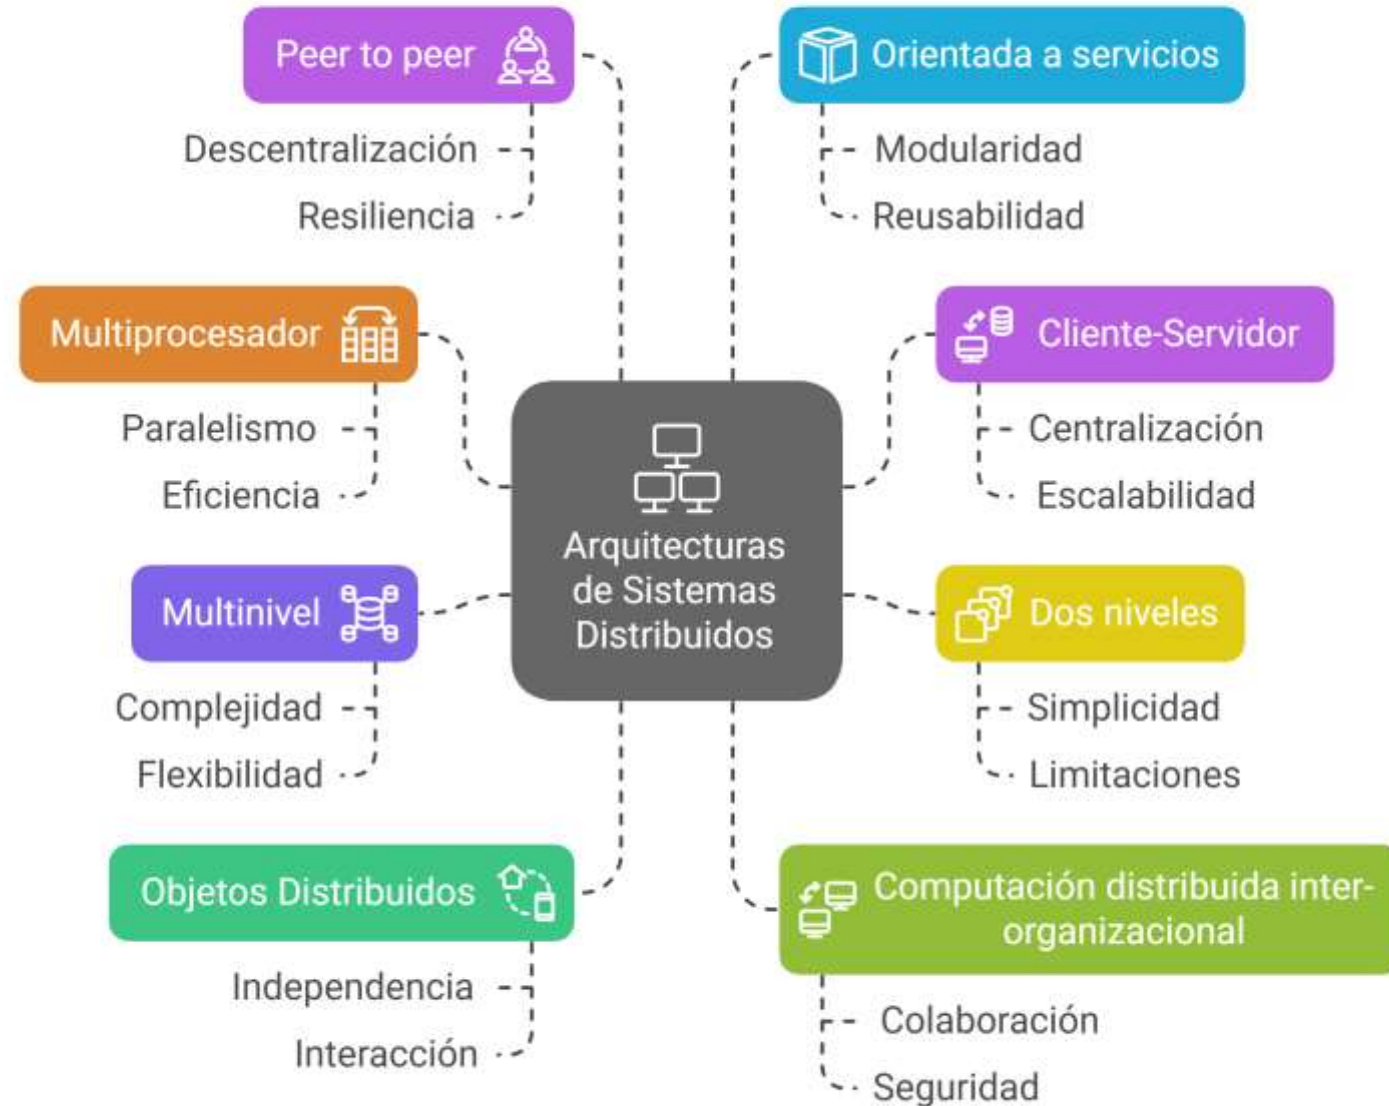 Peer to peer
Descentralización
Resiliencia
Orientada a servicios
Modularidad
Reusabilidad
Multiprocesador
Paralelismo
Eficiencia
Cliente-Servidor
Centralización
Escalabilidad
Arquitecturas
de Sistemas
Distribuidos
Multinivel
Complejidad
Flexibilidad
Dos niveles
Simplicidad
Limitaciones
Objetos Distribuidos
Independencia
Interacción
Computación distribuida inter-
organizacional
Colaboración
Seguridad